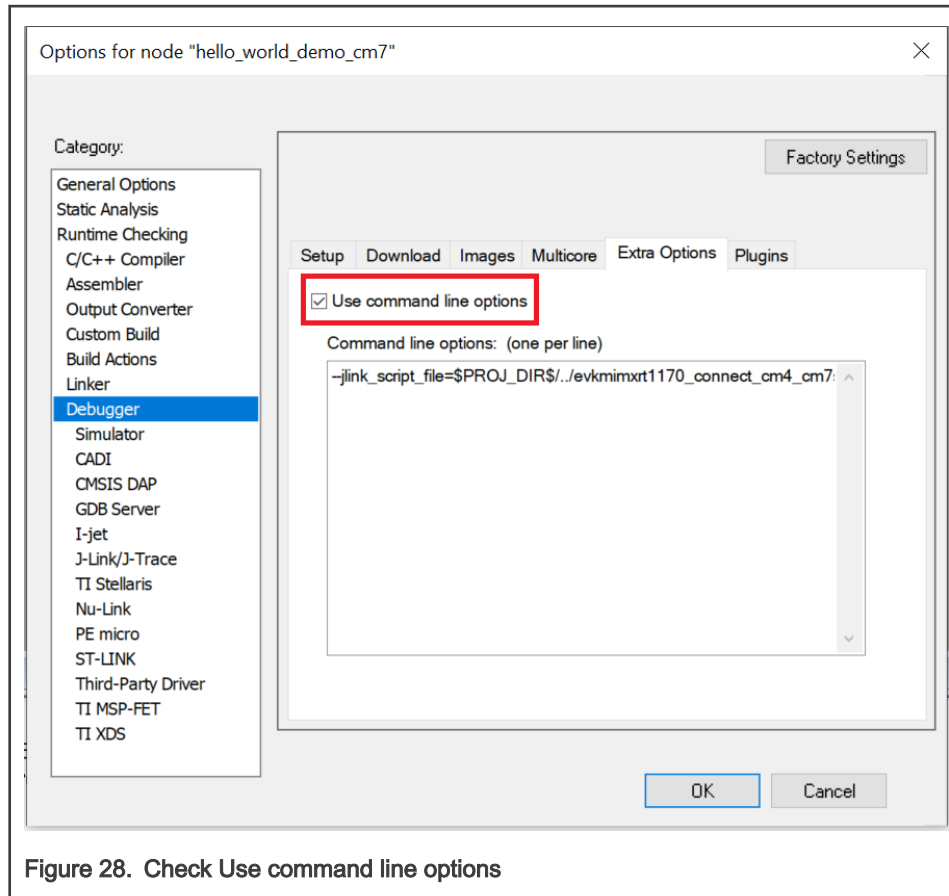 Options for node "hello_world_demo_cm7"
Category:
General Options
Static Analysis
Runtime Checking
C/C++ Compiler
Assembler
Output Converter
Custom Build
Build Actions
Linker
Debugger
Simulator
CADI
CMSIS DAP
GDB Server
I-jet
J-Link/J-Trace
TI Stellaris
Nu-Link
PE micro
ST-LINK
Third-Party Driver
TI MSP-FET
TI XDS
Factory Settings
Setup Download Images Multicore Extra Options Plugins
Use command line options
Command line options: (one per line)
--jlink_script_file=$PROJ_DIR$/../evkmimxrt1170_connect_cm4_cm7
OK Cancel
Figure 28. Check Use command line options